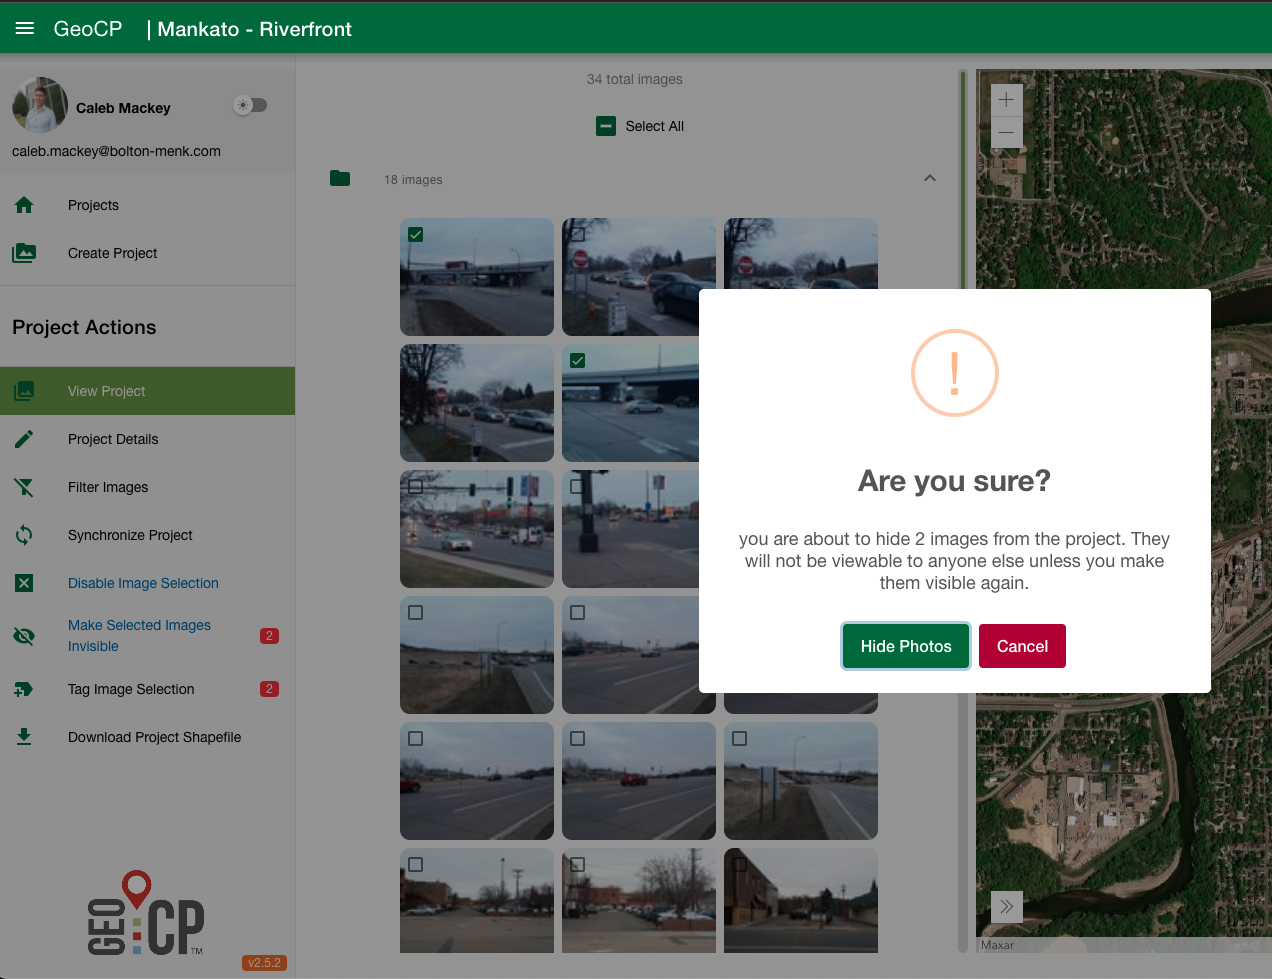 GeoCP | Mankato - Riverfront
Caleb Mackey
caleb.mackey@bolton-menk.com
Projects
Create Project
Project Actions
View Project
Project Details
Filter Images
Synchronize Project
Disable Image Selection
Make Selected Images
Invisible
2
Tag Image Selection
2
Download Project Shapefile
GEO CP TM
v2.5.2
34 total images
Select All
18 images
Are you sure?
you are about to hide 2 images from the project. They
will not be viewable to anyone else unless you make
them visible again.
Hide Photos
Cancel
Maxar